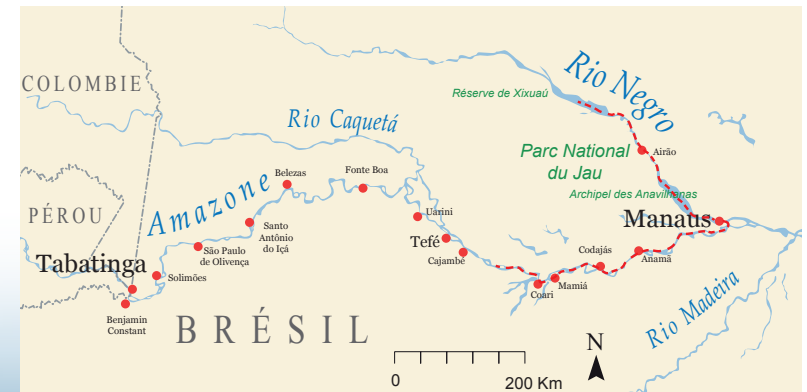 COLOMBIE
PÉROU
BRÉSIL
Rio Negro
Rio Caquetá
Amazone
Rio Madeira
Réserve de Xixuaú
Parc National
du Jau
Archipel des Anavilhanas
Airão
Manaus
Belezas
Fonte Boa
Uarini
Tefé
Cajambé
Santo
Antônio
do Içá
São Paulo
de Olivença
Tabatinga
Solimões
Benjamin
Constant
Codajás
Anamã
Coari
Mamiá
N
0
200 Km